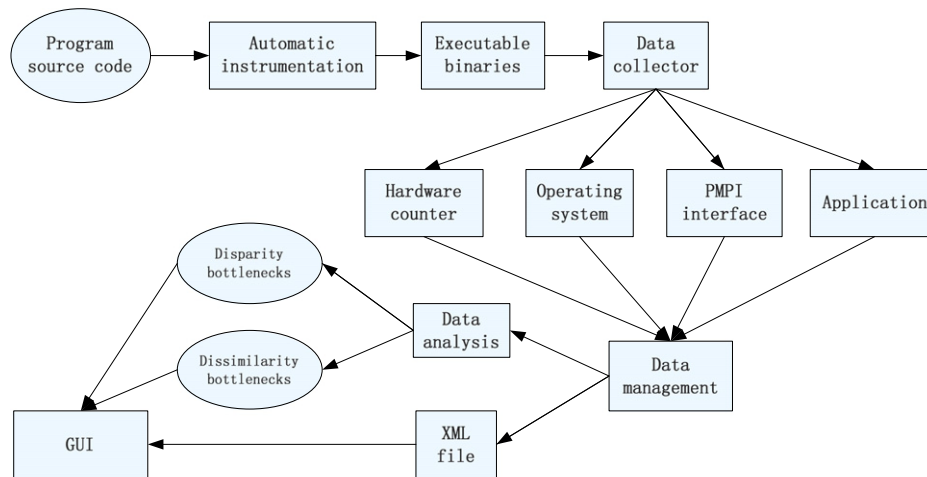 Program
source code
Automatic
instrumentation
Executable
binaries
Data
collector
Hardware
counter
Operating
system
PMPI
interface
Application
Disparity
bottlenecks
Data
analysis
Dissimilarity
bottlenecks
Data
management
GUI
XML
file